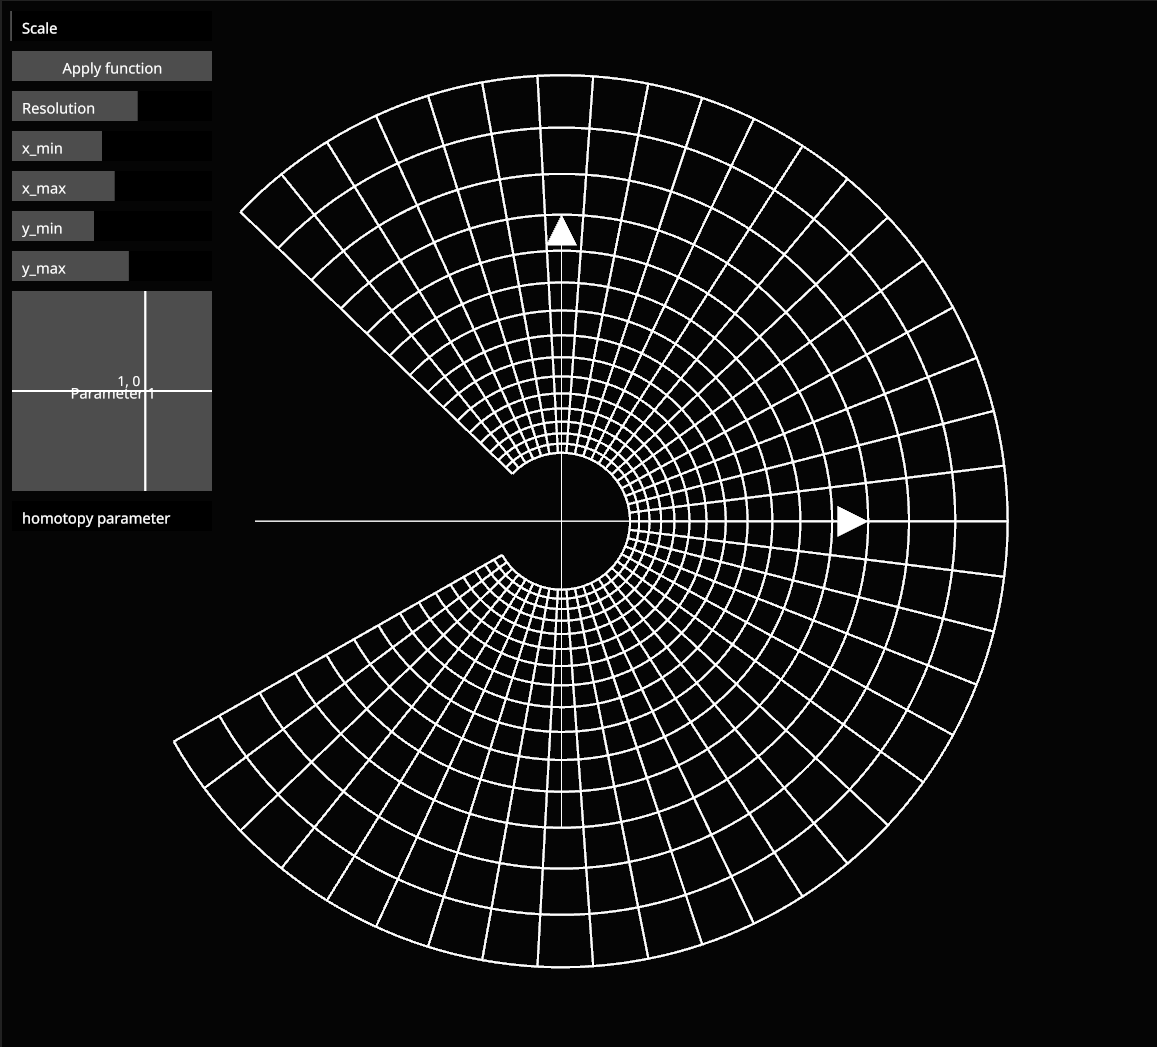 Scale
Apply function
Resolution
x_min
x_max
y_min
y_max
1, 0
Parameter 1
homotopy parameter